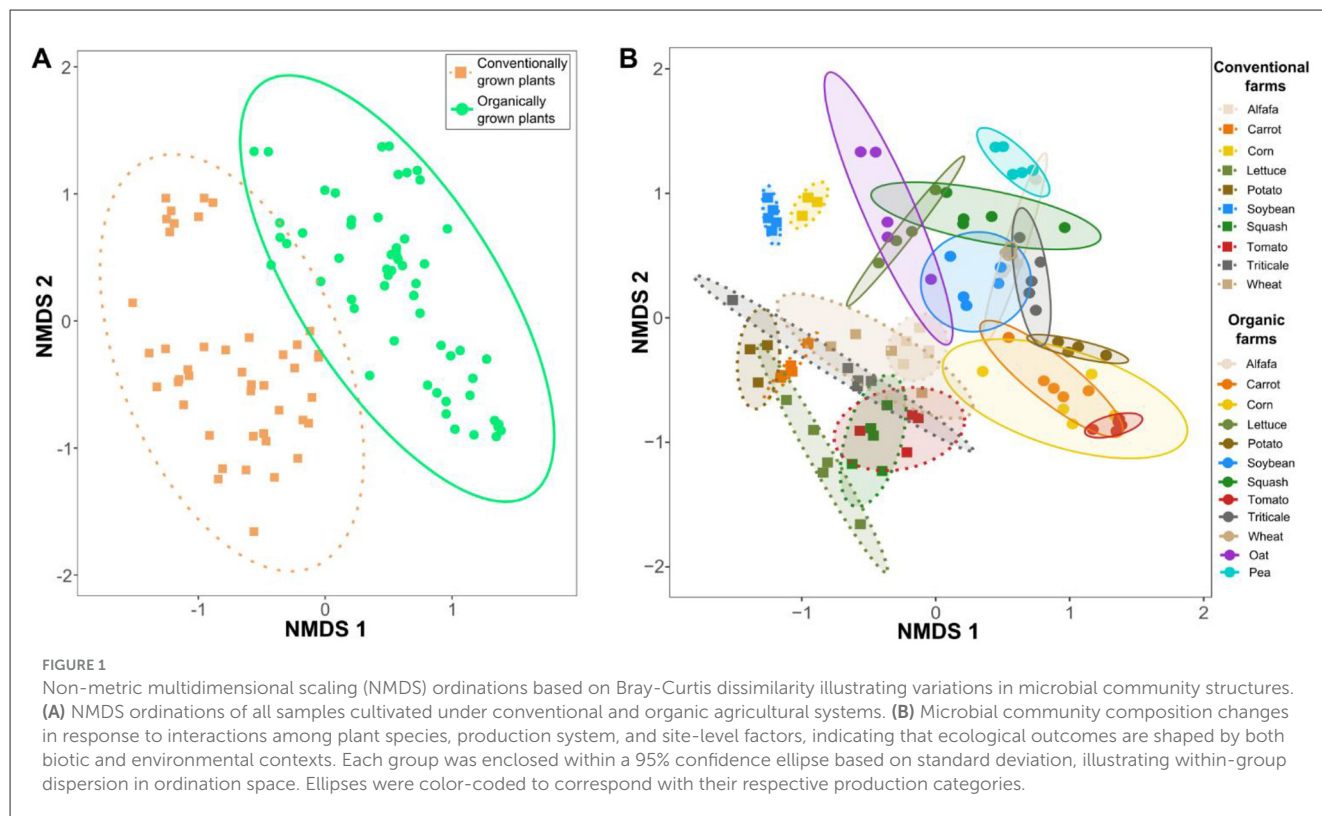 A
2
1
0
-1
-2
-1
0
1
NMDS 1
NMDS 2
Conventionally
grown plants
Organically
grown plants
B
2
1
0
−1
−2
−1
0
1
2
NMDS 1
NMDS 2
Conventional
farms
Alfafa
Carrot
Corn
Lettuce
Potato
Soybean
Squash
Tomato
Triticale
Wheat
Organic
farms
Alfafa
Carrot
Corn
Lettuce
Potato
Soybean
Squash
Tomato
Triticale
Wheat
Oat
Pea
FIGURE 1
Non-metric multidimensional scaling (NMDS) ordinations based on Bray-Curtis dissimilarity illustrating variations in microbial community structures.
(A) NMDS ordinations of all samples cultivated under conventional and organic agricultural systems. (B) Microbial community composition changes
in response to interactions among plant species, production system, and site-level factors, indicating that ecological outcomes are shaped by both
biotic and environmental contexts. Each group was enclosed within a 95% confidence ellipse based on standard deviation, illustrating within-group
dispersion in ordination space. Ellipses were color-coded to correspond with their respective production categories.